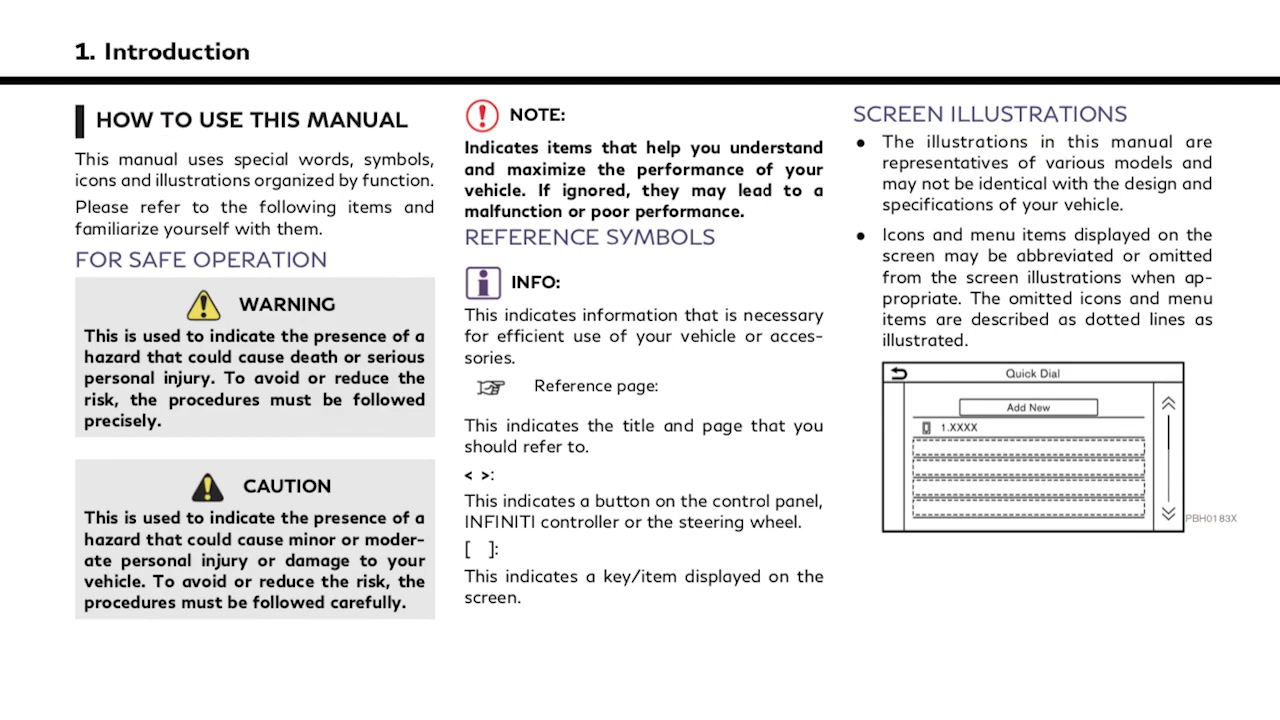 1. Introduction
HOW TO USE THIS MANUAL
This manual uses special words, symbols,
icons and illustrations organized by function.
Please refer to the following items and
familiarize yourself with them.
FOR SAFE OPERATION
WARNING
This is used to indicate the presence of a
hazard that could cause death or serious
personal injury. To avoid or reduce the
risk, the procedures must be followed
precisely.
CAUTION
This is used to indicate the presence of a
hazard that could cause minor or moder-
ate personal injury or damage to your
vehicle. To avoid or reduce the risk, the
procedures must be followed carefully.
NOTE:
Indicates items that help you understand
and maximize the performance of your
vehicle. If ignored, they may lead to a
malfunction or poor performance.
REFERENCE SYMBOLS
INFO:
This indicates information that is necessary
for efficient use of your vehicle or acces-
sories.
Reference page:
This indicates the title and page that you
should refer to.
< >:
This indicates a button on the control panel,
INFINITI controller or the steering wheel.
[ ]:
This indicates a key/item displayed on the
screen.
SCREEN ILLUSTRATIONS
● The illustrations in this manual are
representatives of various models and
may not be identical with the design and
specifications of your vehicle.
● Icons and menu items displayed on the
screen may be abbreviated or omitted
from the screen illustrations when ap-
propriate. The omitted icons and menu
items are described as dotted lines as
illustrated.
Quick Dial
Add New
1.XXXX
PBH0183X